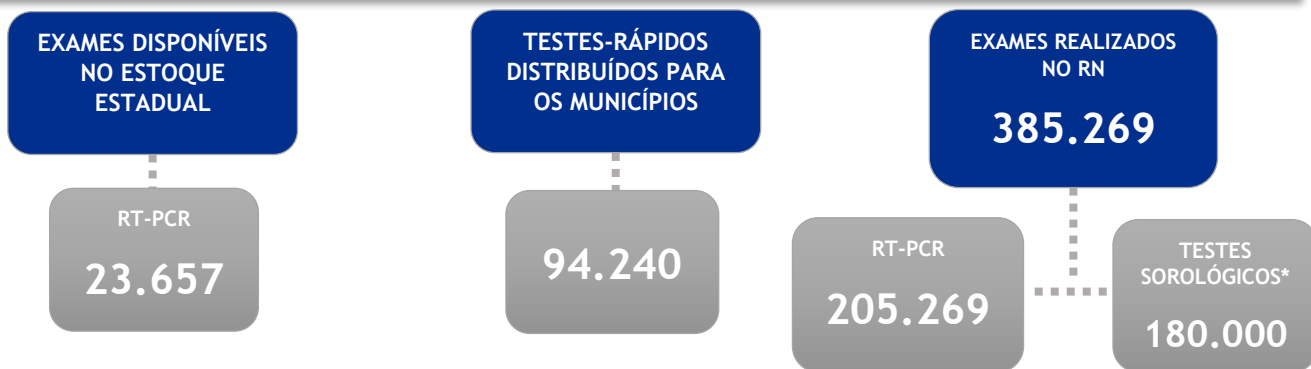 EXAMES DISPONÍVEIS
NO ESTOQUE
ESTADUAL
RT-PCR
23.657
TESTES-RÁPIDOS
DISTRIBUÍDOS PARA
OS MUNICÍPIOS
94.240
EXAMES REALIZADOS
NO RN
385.269
RT-PCR
205.269
TESTES
SOROLÓGICOS*
180.000